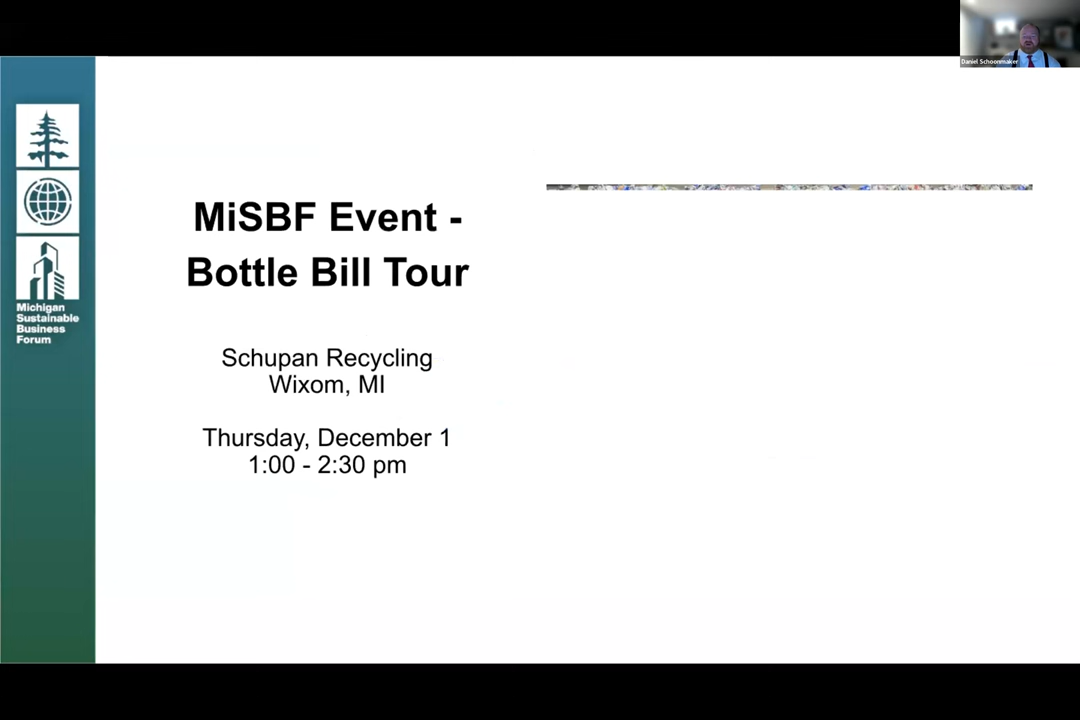 Daniel Schoonmaker
MiSBF Event -
Bottle Bill Tour
Schupan Recycling
Wixom, MI
Thursday, December 1
1:00 - 2:30 pm
Michigan
Sustainable
Business
Forum